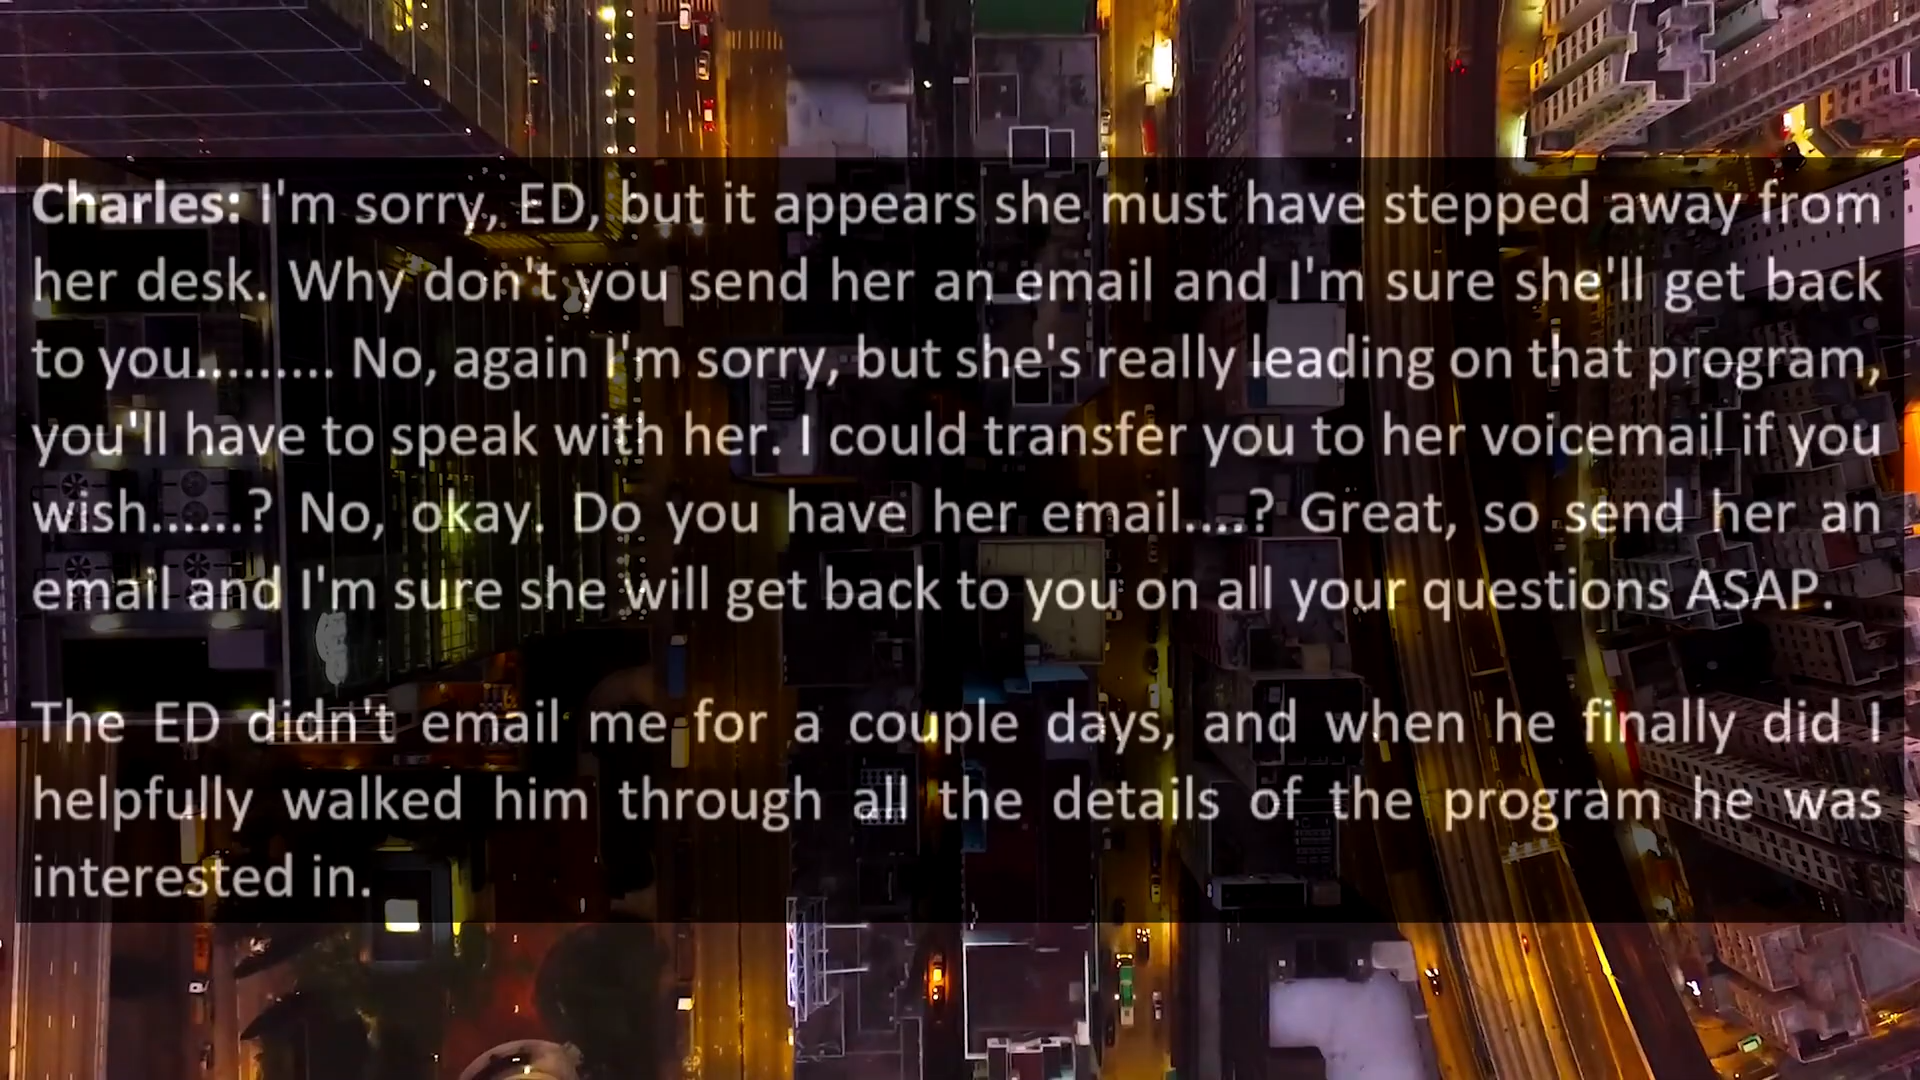 Charles: I'm sorry, ED, but it appears she must have stepped away from
her desk. Why don't you send her an email and I'm sure she'll get back
to you......... No, again I'm sorry, but she's really leading on that program,
you'll have to speak with her. I could transfer you to her voicemail if you
wish......? No, okay. Do you have her email....? Great, so send her an
email and I'm sure she will get back to you on all your questions ASAP.
The ED didn't email me for a couple days, and when he finally did I
helpfully walked him through all the details of the program he was
interested in.